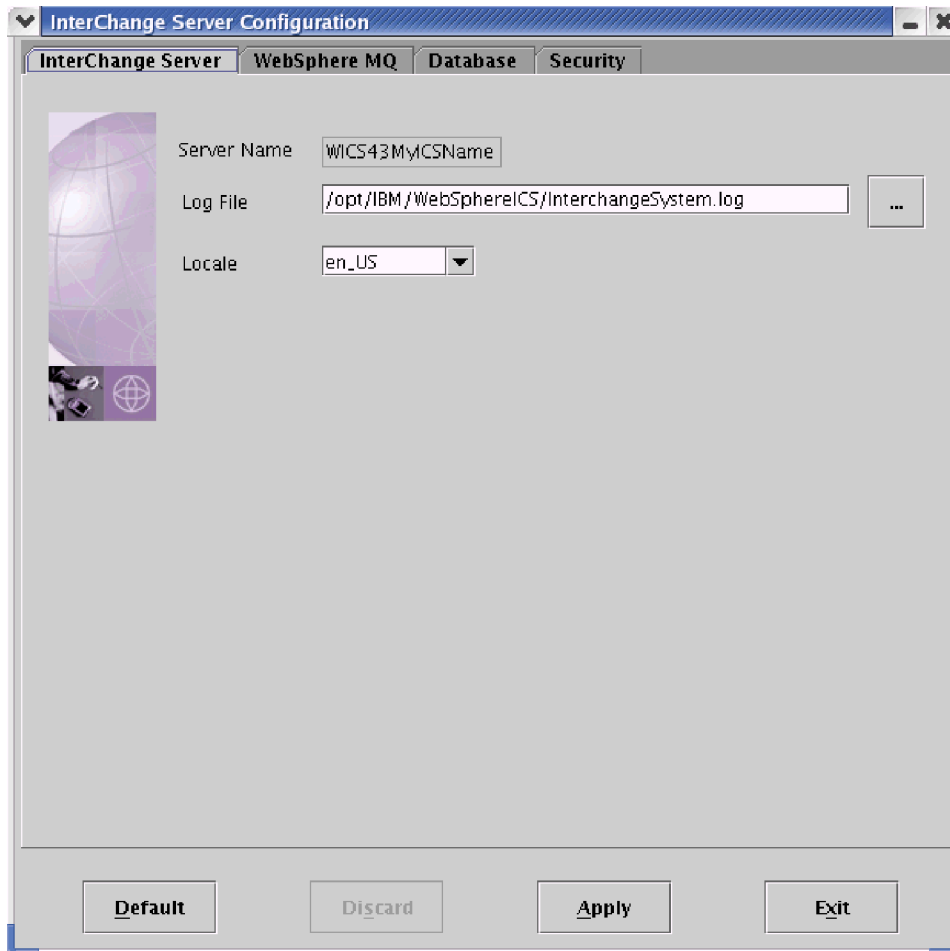 InterChange Server Configuration
InterChange Server WebSphere MQ Database Security
Server Name WICS43MyICSName
Log File /opt/IBM/WebSphereICS/InterchangeSystem.log ...
Locale en_US
Default Discard Apply Exit